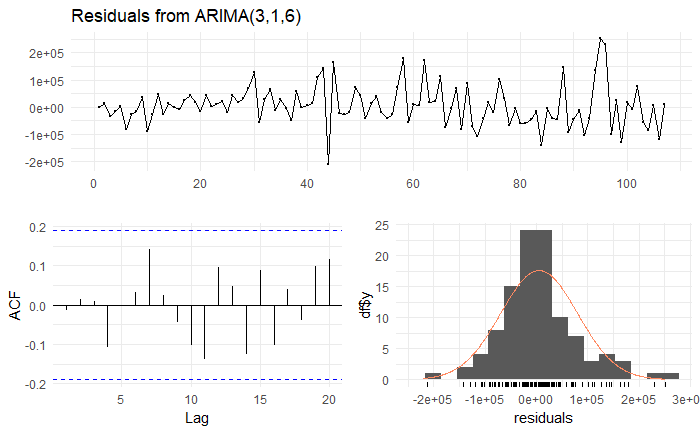 Residuals from ARIMA(3,1,6)
2e+05
1e+05
0e+00
-1e+05
-2e+05
0 20 40 60 80 100
0.2
0.1
0.0
-0.1
-0.2
ACF
5 10 15 20
Lag
25
20
15
10
5
0
df$y
-2e+05 -1e+05 0e+00 1e+05 2e+05
residuals